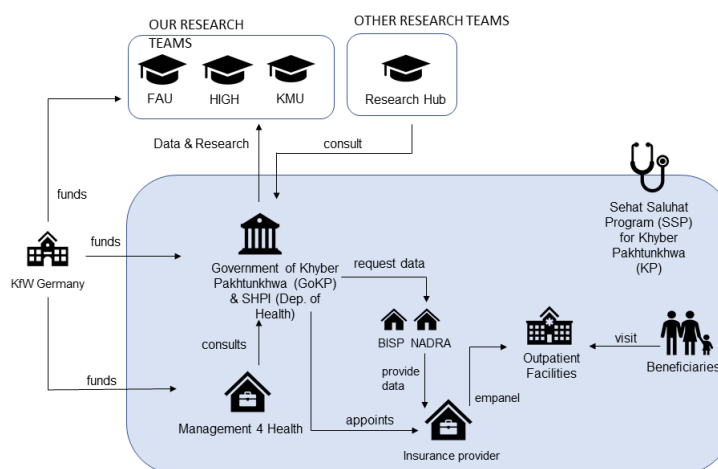 OUR RESEARCH
TEAMS
OTHER RESEARCH TEAMS
FAU
HIGH
KMU
Research Hub
Data & Research
consult
funds
Sehat Saluhat
Program (SSP)
for Khyber
Pakhtunkhwa
(KP)
funds
KfW Germany
Government of Khyber
Pakhtunkhwa (GoKP)
& SHPI (Dep. of
Health)
request data
BISP
NADRA
consults
provide
data
Outpatient
Facilities
visit
Beneficiaries
funds
Management 4 Health
appoints
empanel
Insurance provider